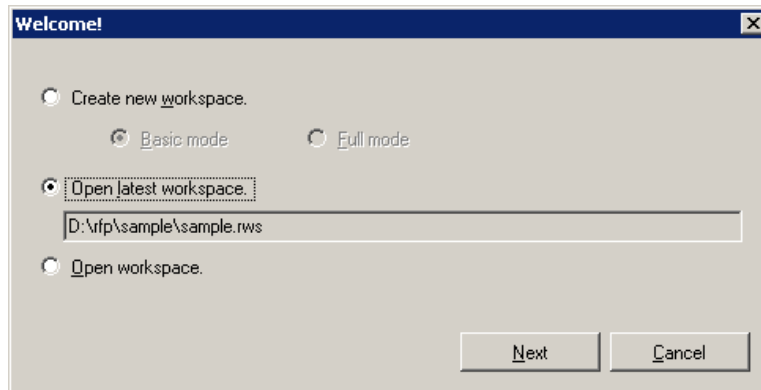 Welcome!
Create new workspace.
Basic mode Full mode
Open latest workspace.
D:\rfp\sample\sample.rws
Open workspace.
Next Cancel